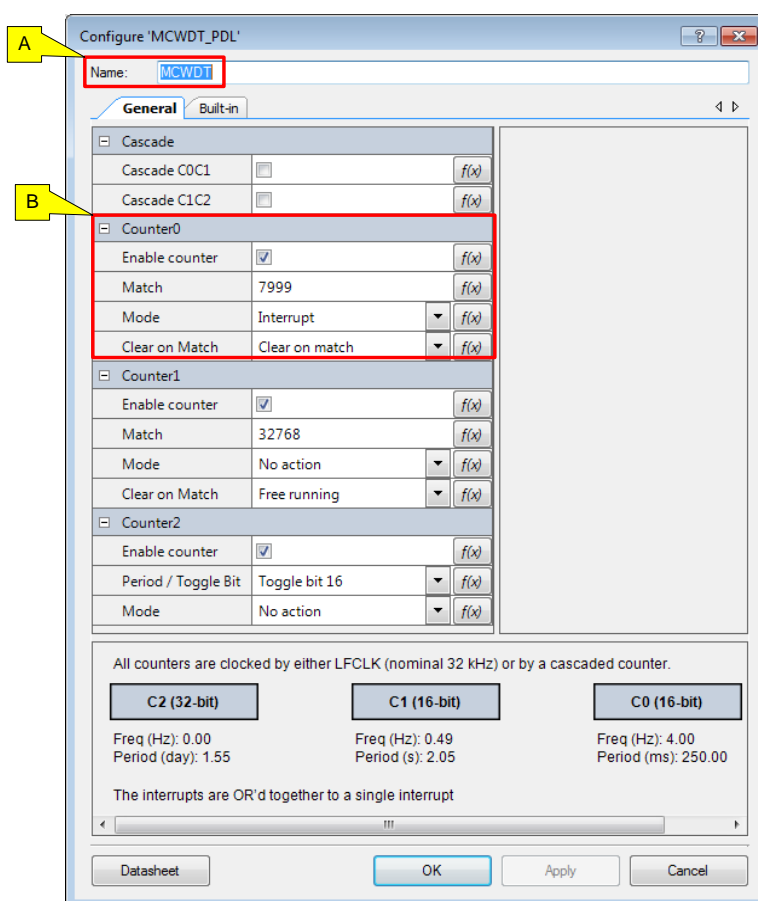 Configure 'MCWDT_PDL'
A
Name: MCWDT
General Built-in
Cascade
Cascade C0C1 f(x)
Cascade C1C2 f(x)
B
Counter0
Enable counter f(x)
Match 7999 f(x)
Mode Interrupt f(x)
Clear on Match Clear on match f(x)
Counter1
Enable counter f(x)
Match 32768 f(x)
Mode No action f(x)
Clear on Match Free running f(x)
Counter2
Enable counter f(x)
Period / Toggle Bit Toggle bit 16 f(x)
Mode No action f(x)
All counters are clocked by either LFCLK (nominal 32 kHz) or by a cascaded counter.
C2 (32-bit) C1 (16-bit) C0 (16-bit)
Freq (Hz): 0.00 Freq (Hz): 0.49 Freq (Hz): 4.00
Period (day): 1.55 Period (s): 2.05 Period (ms): 250.00
The interrupts are OR'd together to a single interrupt
Datasheet OK Apply Cancel